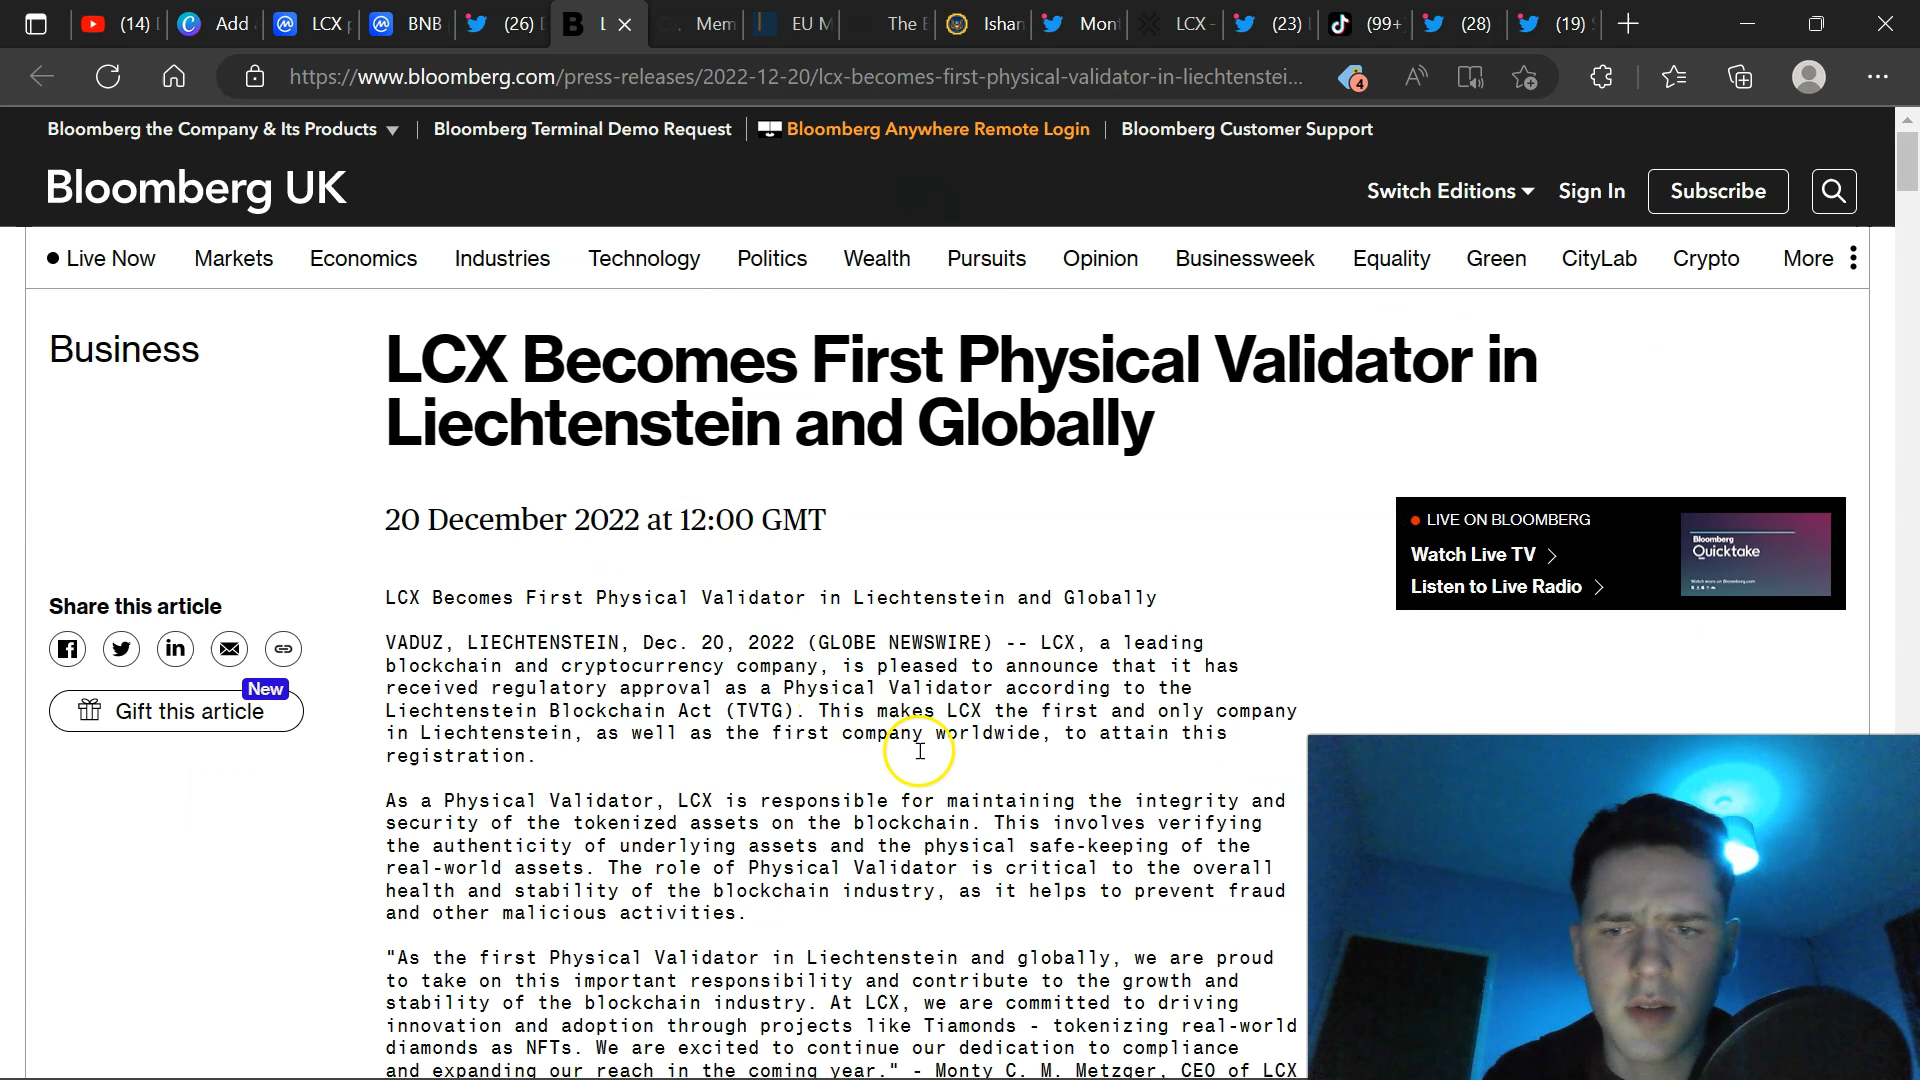 (14)
Add
LCX
BNB
(26)
Mem
EU M
The
Ishan
Mon
LCX -
(23)
(99+
(28)
(19)
https://www.bloomberg.com/press-releases/2022-12-20/lcx-becomes-first-physical-validator-in-liechtenstei...
4
Bloomberg the Company & Its Products
Bloomberg Terminal Demo Request
Bloomberg Anywhere Remote Login
Bloomberg Customer Support
Bloomberg UK
Switch Editions
Sign In
Subscribe
Live Now
Markets
Economics
Industries
Technology
Politics
Wealth
Pursuits
Opinion
Businessweek
Equality
Green
CityLab
Crypto
More
Business
LCX Becomes First Physical Validator in
Liechtenstein and Globally
20 December 2022 at 12:00 GMT
LIVE ON BLOOMBERG
Watch Live TV
Listen to Live Radio
Bloomberg
Quicktake
Share this article
New
Gift this article
LCX Becomes First Physical Validator in Liechtenstein and Globally
VADUZ, LIECHTENSTEIN, Dec. 20, 2022 (GLOBE NEWSWIRE) -- LCX, a leading
blockchain and cryptocurrency company, is pleased to announce that it has
received regulatory approval as a Physical Validator according to the
Liechtenstein Blockchain Act (TVTG). This makes LCX the first and only company
in Liechtenstein, as well as the first company worldwide, to attain this
registration.
As a Physical Validator, LCX is responsible for maintaining the integrity and
security of the tokenized assets on the blockchain. This involves verifying
the authenticity of underlying assets and the physical safe-keeping of the
real-world assets. The role of Physical Validator is critical to the overall
health and stability of the blockchain industry, as it helps to prevent fraud
and other malicious activities.
"As the first Physical Validator in Liechtenstein and globally, we are proud
to take on this important responsibility and contribute to the growth and
stability of the blockchain industry. At LCX, we are committed to driving
innovation and adoption through projects like Tiamonds - tokenizing real-world
diamonds as NFTs. We are excited to continue our dedication to compliance
and expanding our reach in the coming year." - Monty C. M. Metzger, CEO of LCX